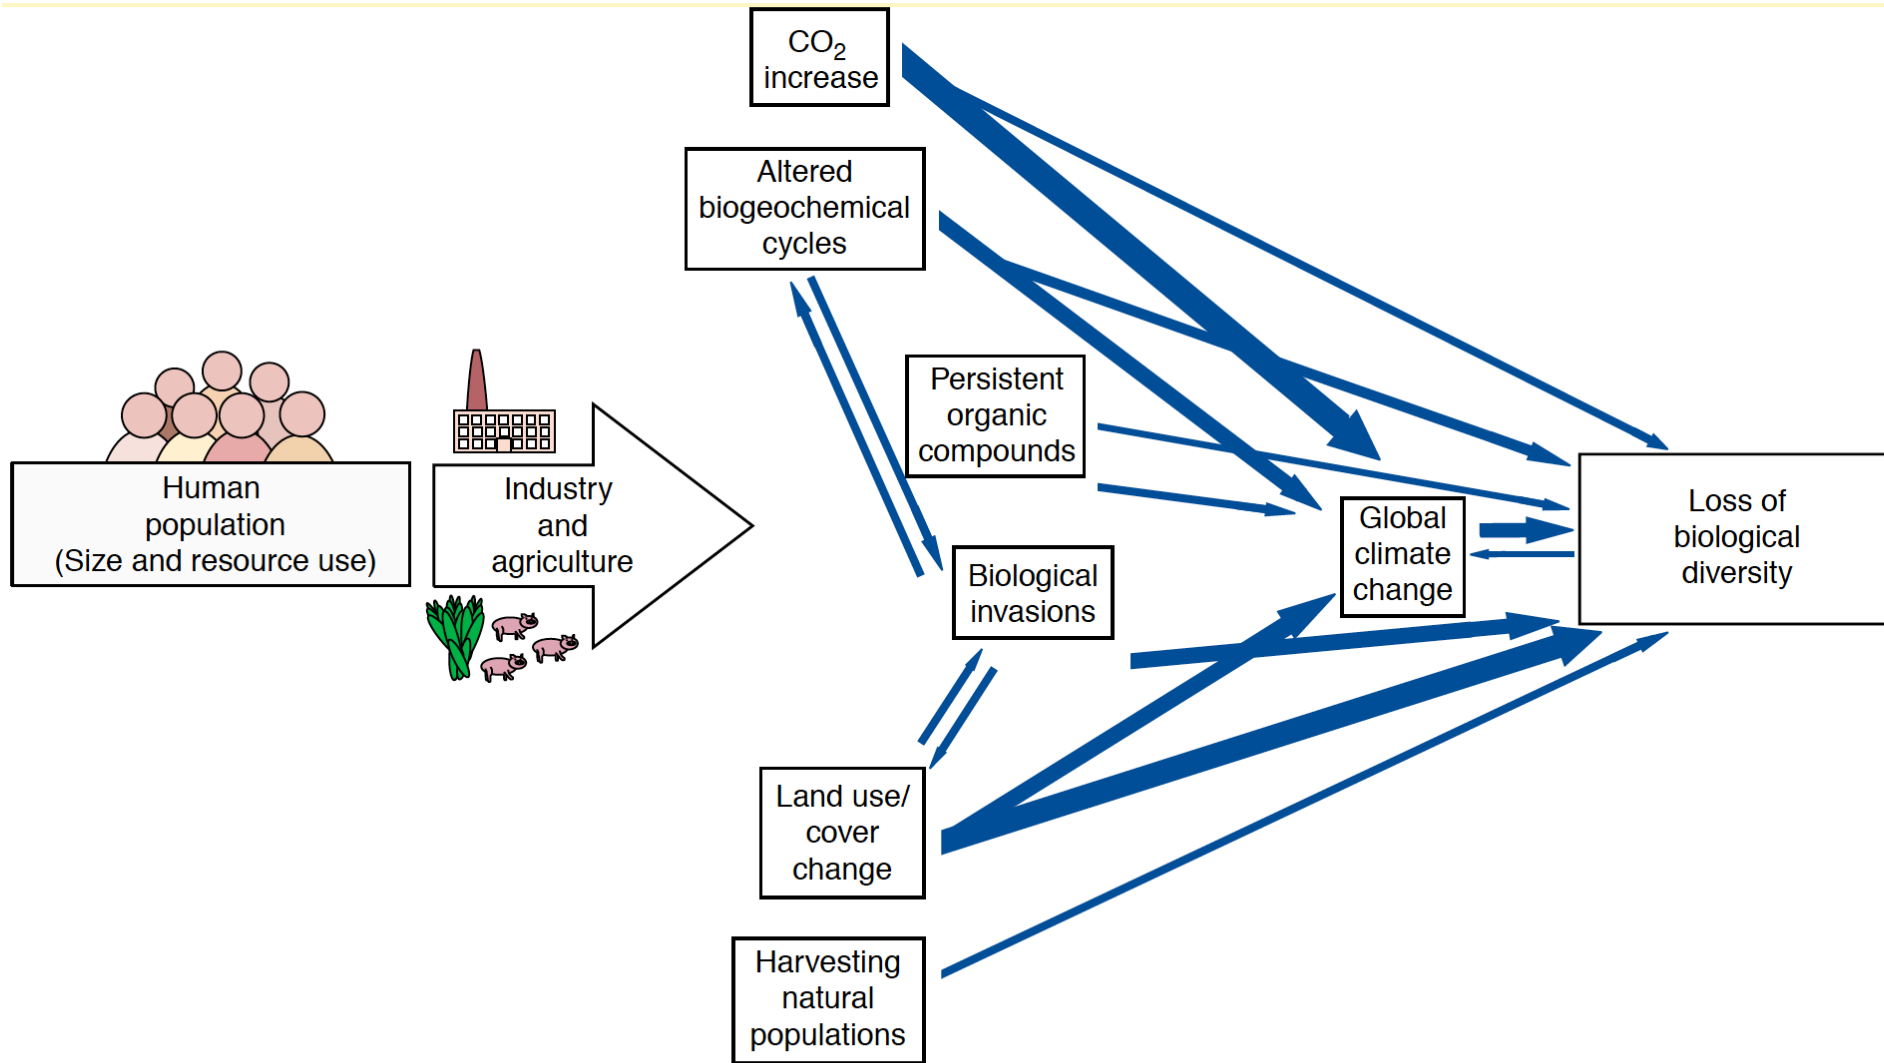 CO₂
increase
Altered
biogeochemical
cycles
Persistent
organic
compounds
Human
population
(Size and resource use)
Industry
and
agriculture
Biological
invasions
Global
climate
change
Loss of
biological
diversity
Land use/
cover
change
Harvesting
natural
populations